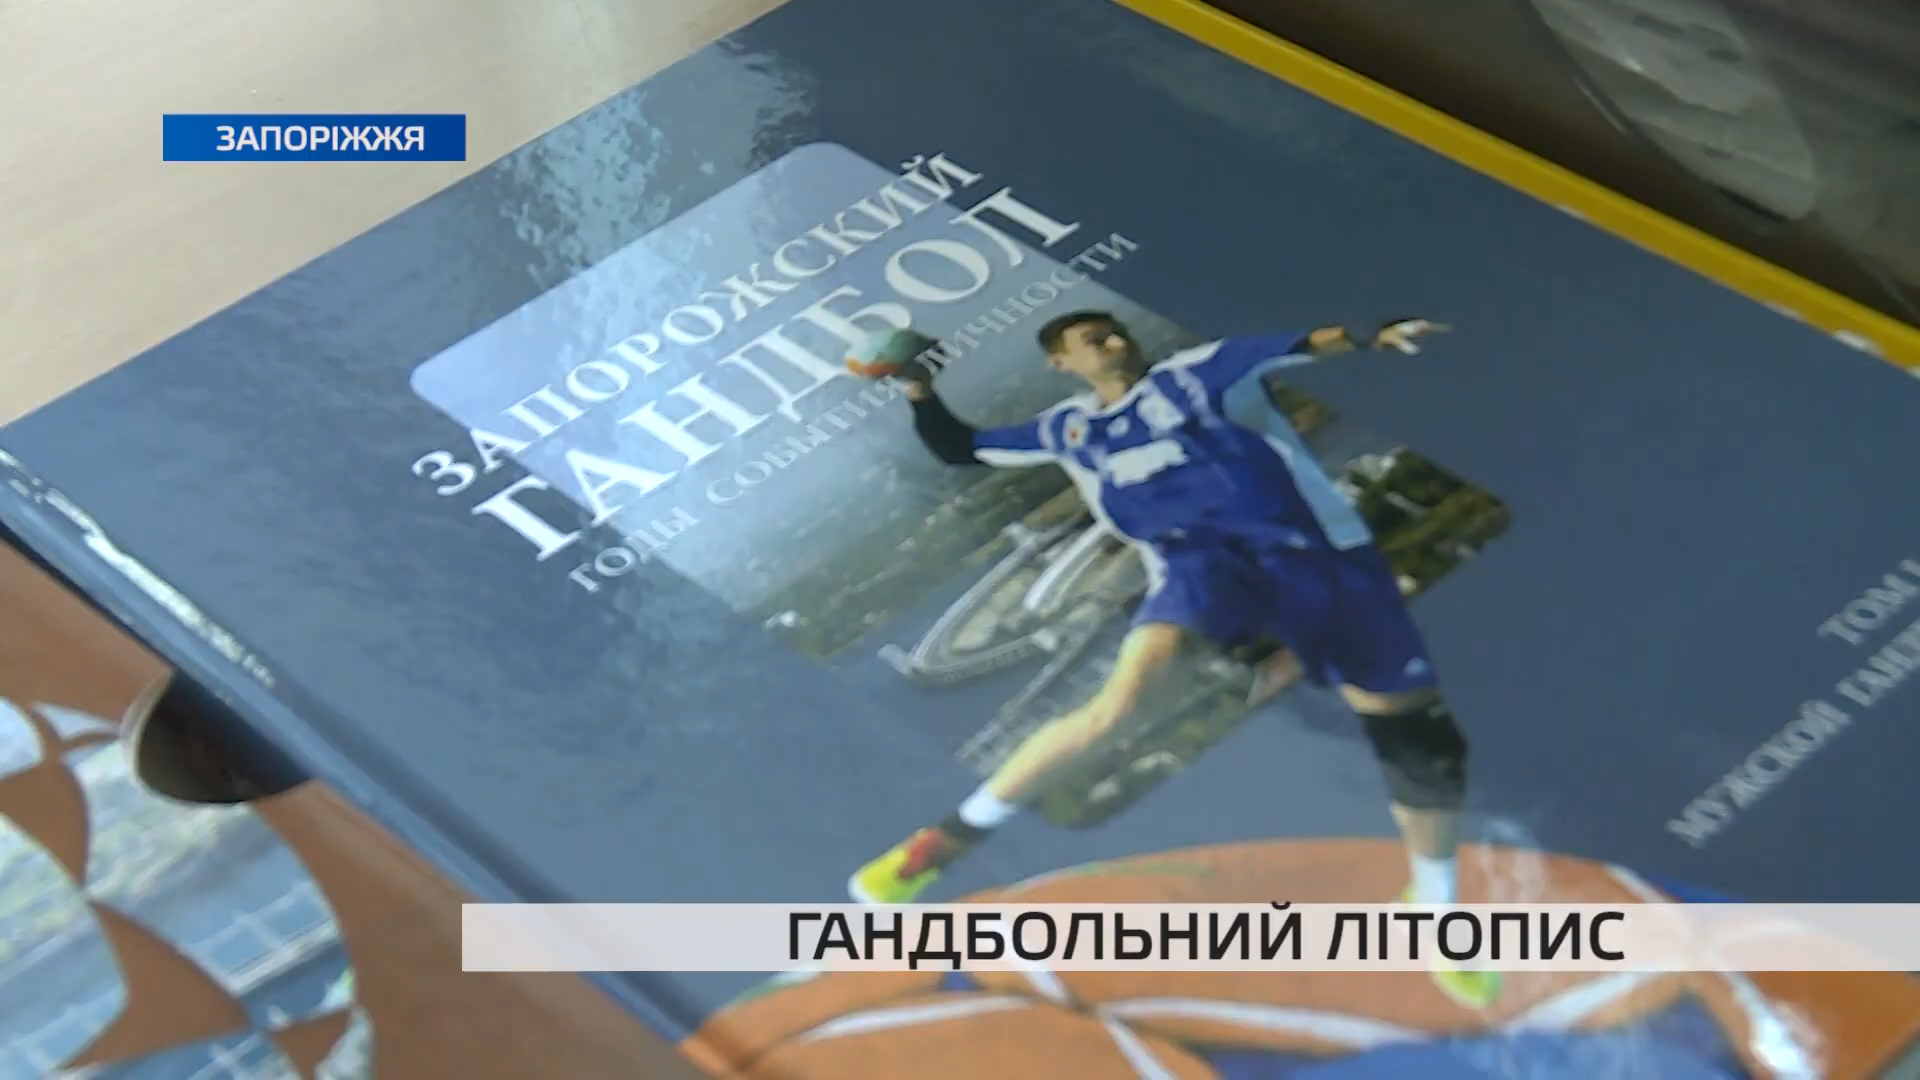 ЗАПОРІЖЖЯ
ЗАПОРОЖСКИЙ
ГАНДБОЛ
ГОДЫ СОБЫТИЯ ЛИЧНОСТИ
ТОМ
МУЖСКОЙ
ГАНДБОЛЬНИЙ ЛІТОПИС